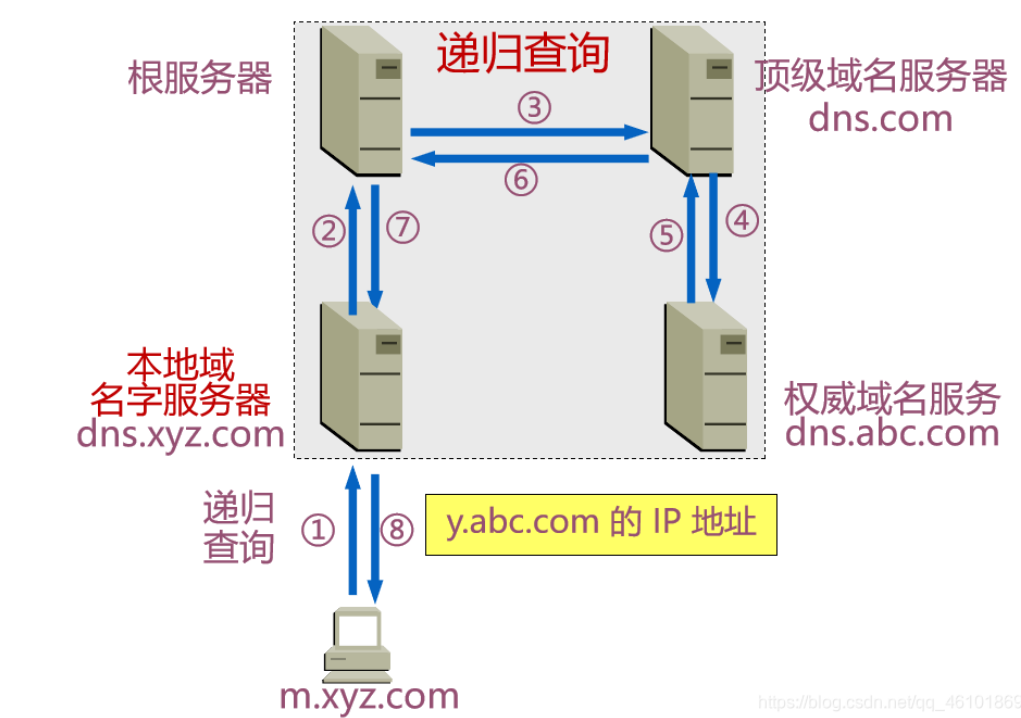 递归查询
根服务器
顶级域名服务器
dns.com
③
⑥
②
⑦
⑤
④
本地域
名字服务器
dns.xyz.com
权威域名服务
dns.abc.com
递归
查询
①
⑧
y.abc.com 的 IP 地址
m.xyz.com
https://blog.csdn.net/qq_46101869